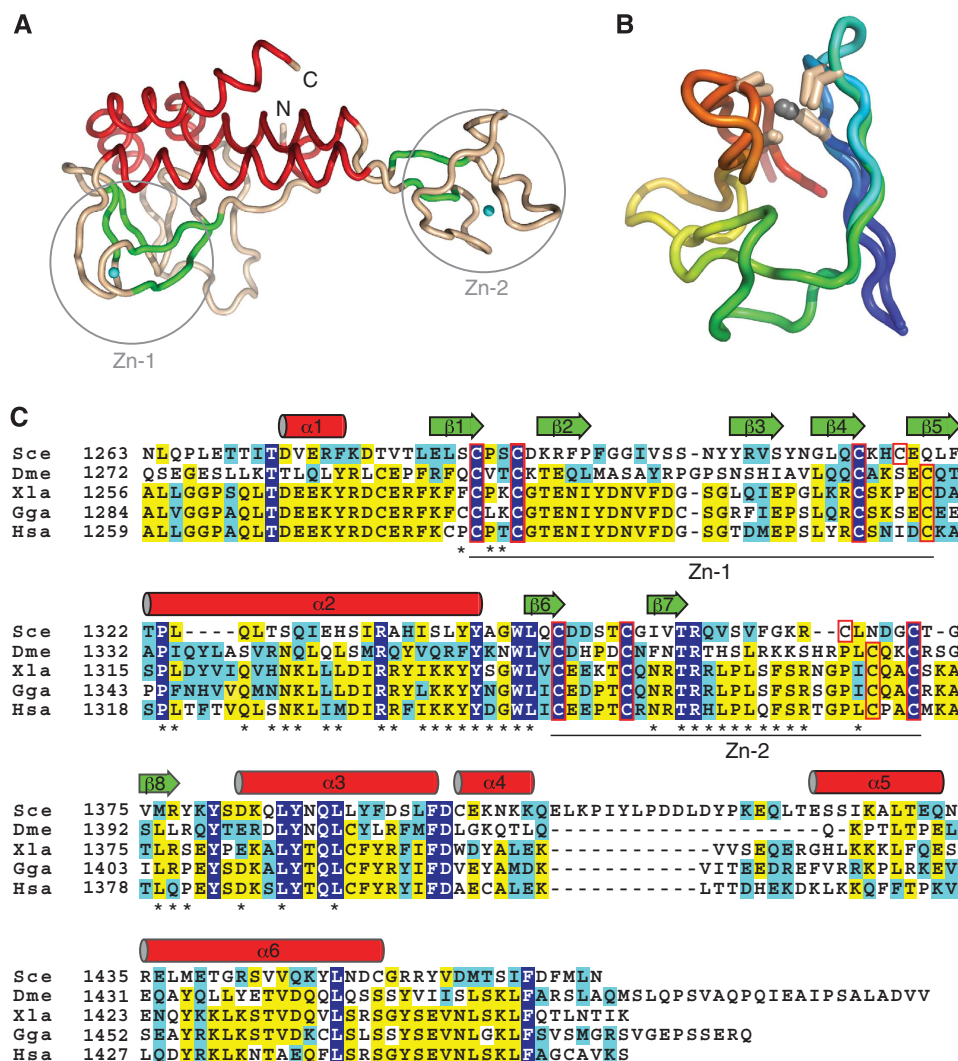 A
B
C
N
Zn-1
Zn-2
C
α1 β1 β2 β3 β4 β5
Sce 1263 NLQPLETTITDVERFKDTVTLELSCPSCDKRFPFGGIVSS-NYYRVSYNGLQCKHCEQLF
Dme 1272 QSEGESLLKTTLQLYRLCEPFRFQCVTCKTEQLMASAYRPGPSNSHIAVLQQCAKSECQT
Xla 1256 ALLGGPSQLTDEEKYRDCERFKFFCPKCGTENIYDNVFDG-SGLQIEPGLKRCSKPECDA
Gga 1284 ALVGGPAQLTDEEKYRDCERFKFCCLKCGTENIYDNVFDC-SGRFIEPSLQRCSKSECEE
Hsa 1259 ALLGGPAQLTDEEKYRDCERFKCPCPTCGTENIYDNVFDG-SGTDMEPSLYRCSNIDCKA
* **
Zn-1
α2 β6 β7
Sce 1322 TPL----QLTSQIEHSIRAHISLYYAGWLQCDDSTCGIVTRQVSVFGKR--CLNDGCT-G
Dme 1332 APIQYLASVRNQLQLSMRQYVQRFYKNWLVCDHPDCNFNTRTHSLRKKSHRPLCQKCRSG
Xla 1315 SPLDYVIQVHNKLLLDIRRYIKKYYSGWLVCEEKTCQNRTRRLPLSFSRNGPICQACSKA
Gga 1343 PPFNHVVQMNNKLLLDIRRYLKKYYNGWLICEDPTCQNRTRRLPLSFSRSGPICQACRKA
Hsa 1318 SPLTFTVQLSNKLIMDIRRFIKKYYDGWLICEEPTCRNRTRHLPLQFSRTGPLCPACMKA
** * ** ** ** ********* * ********** *
Zn-2
β8 α3 α4 α5
Sce 1375 VMRYKYSDKQLYNQLLYFDSLFDCEKNKKQELKPIYLPDDLDYPKEQLTESSIKALTEQN
Dme 1392 SLLRQYTERDLYNQLCYLRFMFDLGKQTLQ--------------------Q-KPTLTPEL
Xla 1375 TLRSEYPEKALYTQLCFYRYIFDWDYALEK-----------VVSEQERGHLKKKLFQES
Gga 1403 ILRPEYSDKALYTQLCFYRYIFDVEYAMDK-----------VITEEDREFVRRKPLRKEV
Hsa 1378 TLQPEYSDKSLYTQLCFYRYIFDAECALEK-----------LTTDHEKDKLKKQFFTPKV
*** * * *
α6
Sce 1435 RELMETGRSVVQKYLNDCGRRYVDMTSIFDFMLN
Dme 1431 EQAYQLLYETVDQQLQSSSYVIISLSKLFARSLAQMSLQPSVAQPQIEAIPSALADVV
Xla 1423 ENQYKKLKSTVDQVLSRSGYSEVNLSKLFQTLNTIK
Gga 1452 SEAYRKLKSTVDKCLSLSSYSEVNLGKLFSVSMGRSVGEPSSERQ
Hsa 1427 LQDYRKLKNTAEQFLSRSGYSEVNLSKLFAGCAVKS